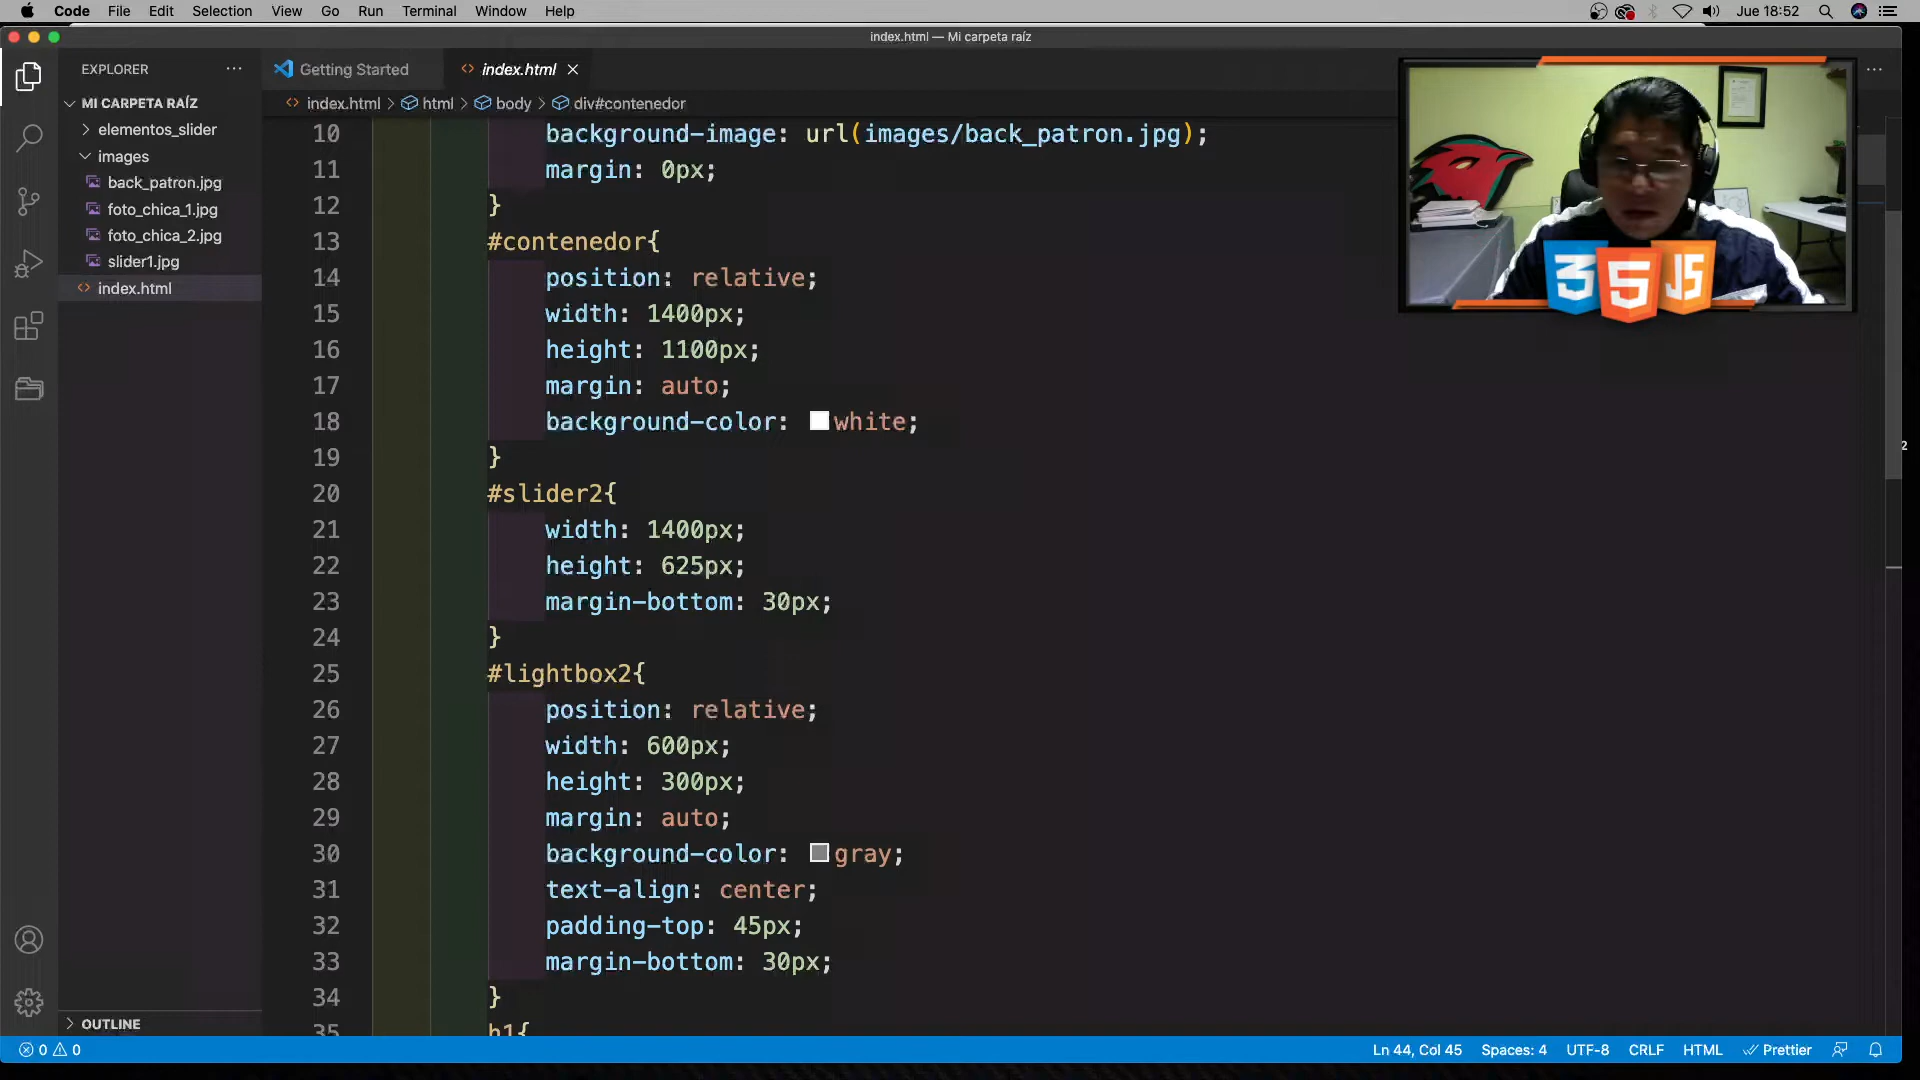 Code File Edit Selection View Go Run Terminal Window Help
Jue 18:52
index.html — Mi carpeta raíz
EXPLORER
Getting Started
index.html
MI CARPETA RAÍZ
index.html > html > body > div#contenedor
elementos_slider
images
back_patron.jpg
foto_chica_1.jpg
foto_chica_2.jpg
slider1.jpg
index.html
10 background-image: url(images/back_patron.jpg);
11 margin: 0px;
12 }
13 #contenedor{
14 position: relative;
15 width: 1400px;
16 height: 1100px;
17 margin: auto;
18 background-color: white;
19 }
20 #slider2{
21 width: 1400px;
22 height: 625px;
23 margin-bottom: 30px;
24 }
25 #lightbox2{
26 position: relative;
27 width: 600px;
28 height: 300px;
29 margin: auto;
30 background-color: gray;
31 text-align: center;
32 padding-top: 45px;
33 margin-bottom: 30px;
34 }
35 h1{
3 5 JS
2
OUTLINE
0 0
Ln 44, Col 45 Spaces: 4 UTF-8 CRLF HTML Prettier